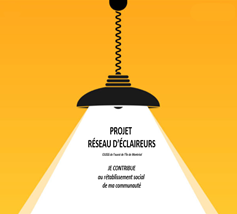 PROJET
RÉSEAU D'ÉCLAIREURS
CIUSSS de l'ouest de l'île de Montréal
JE CONTRIBUE
au rétablissement social
de ma communauté